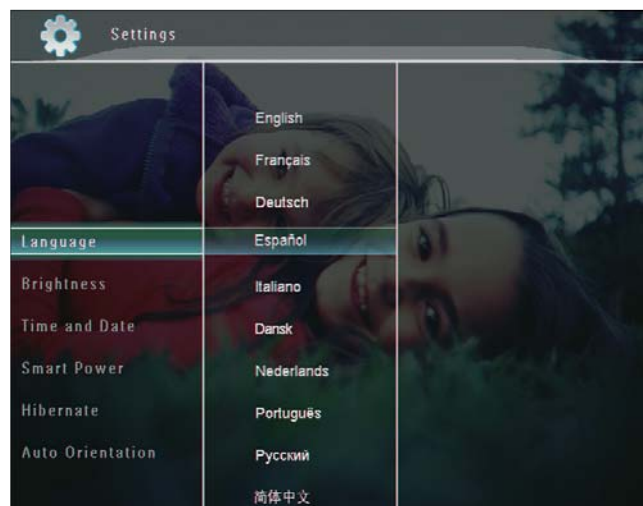 Settings
Language
Brightness
Time and Date
Smart Power
Hibernate
Auto Orientation
English
Français
Deutsch
Español
Italiano
Dansk
Nederlands
Portuguës
Русский
简体中文